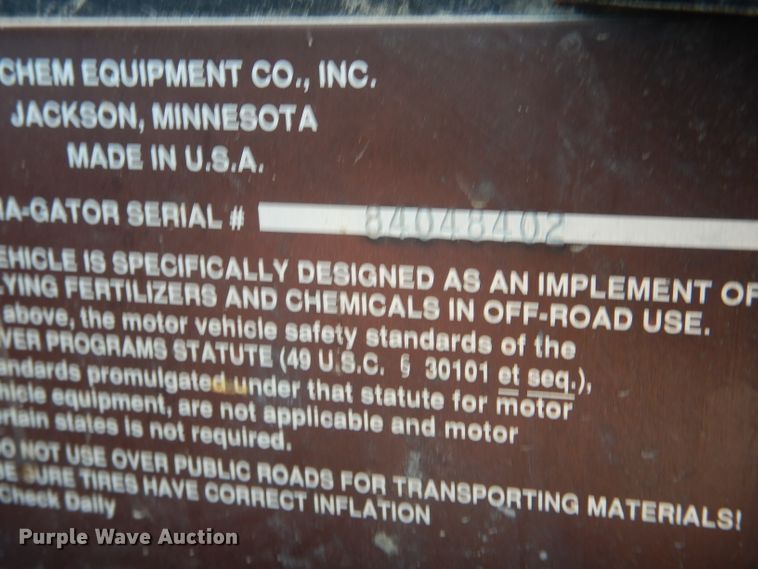 CHEM EQUIPMENT CO., INC.
JACKSON, MINNESOTA
MADE IN U.S.A.
A-GATOR SERIAL # 84048402
EHICLE IS SPECIFICALLY DESIGNED AS AN IMPLEMENT OF
LYING FERTILIZERS AND CHEMICALS IN OFF-ROAD USE.
above, the motor vehicle safety standards of the
VER PROGRAMS STATUTE (49 U.S.C. § 30101 et seq.),
andards promulgated under that statute for motor
hicle equipment, are not applicable and motor
rtain states is not required.
O NOT USE OVER PUBLIC ROADS FOR TRANSPORTING MATERIALS!
BE SURE TIRES HAVE CORRECT INFLATION
Check Daily
Purple Wave Auction